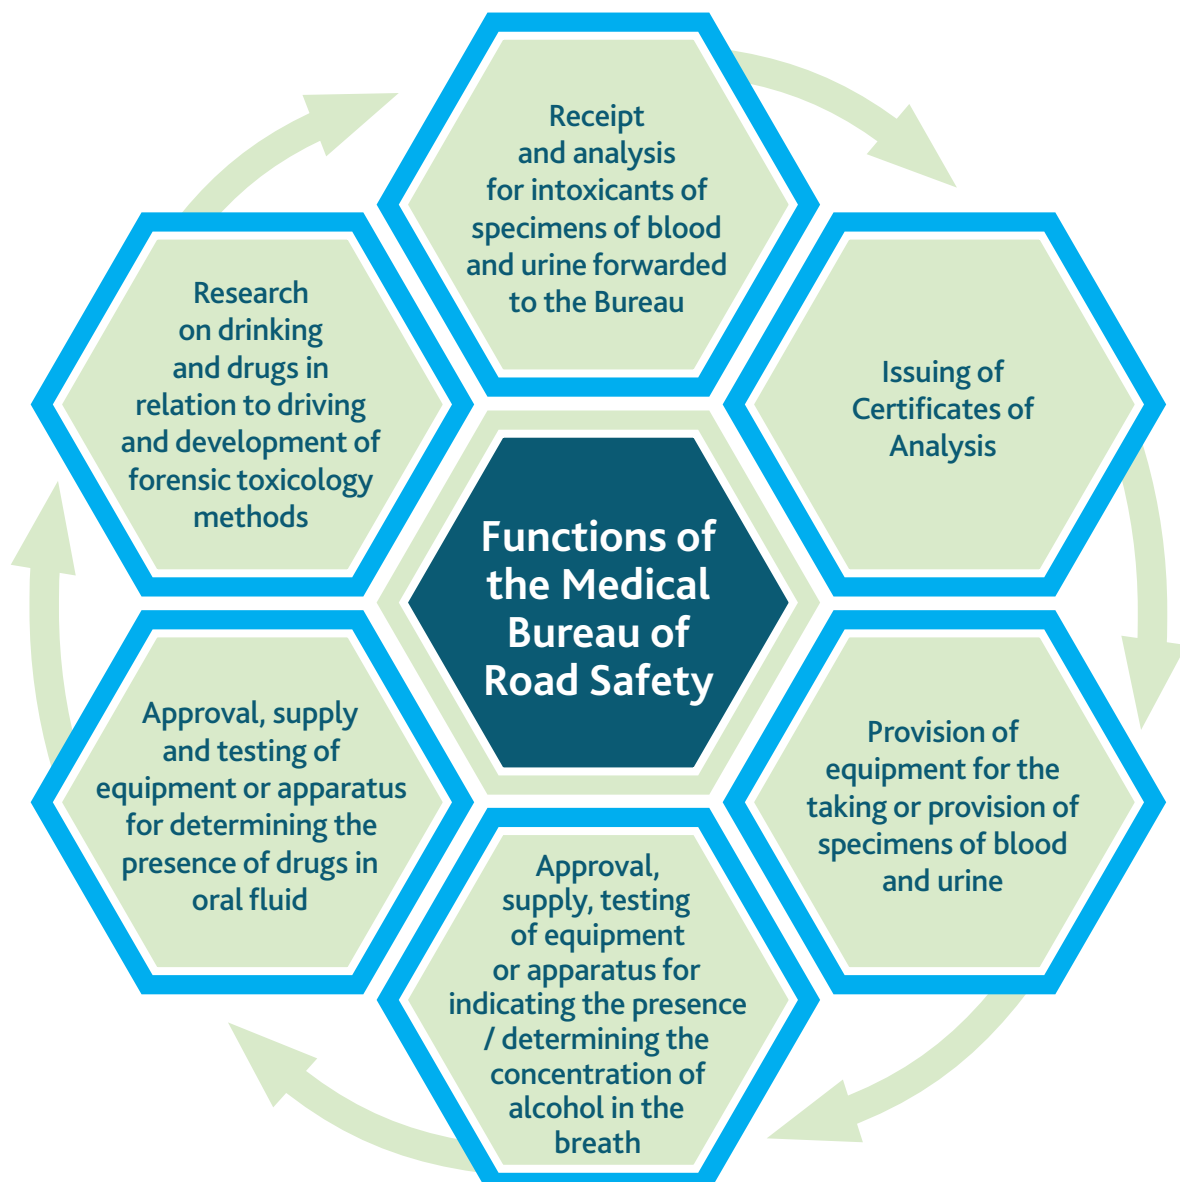 Receipt
and analysis
for intoxicants of
specimens of blood
and urine forwarded
to the Bureau
Issuing of
Certificates of
Analysis
Provision of
equipment for the
taking or provision of
specimens of blood
and urine
Approval,
supply, testing
of equipment
or apparatus for
indicating the presence
/ determining the
concentration of
alcohol in the
breath
Approval, supply
and testing of
equipment or apparatus
for determining the
presence of drugs in
oral fluid
Research
on drinking
and drugs in
relation to driving
and development of
forensic toxicology
methods
Functions of
the Medical
Bureau of
Road Safety